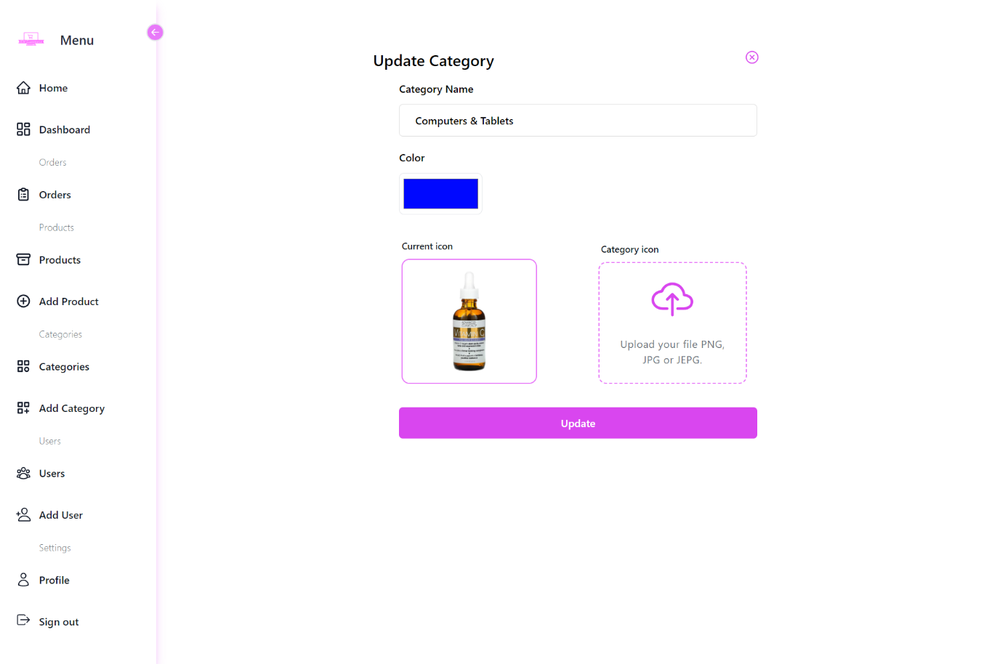 Menu
Home
Dashboard
Orders
Orders
Products
Products
Add Product
Categories
Categories
Add Category
Users
Users
Add User
Settings
Profile
Sign out
Update Category
Category Name
Computers & Tablets
Color
Current icon
Vitamin C
Category icon
Upload your file PNG,
JPG or JEPG.
Update